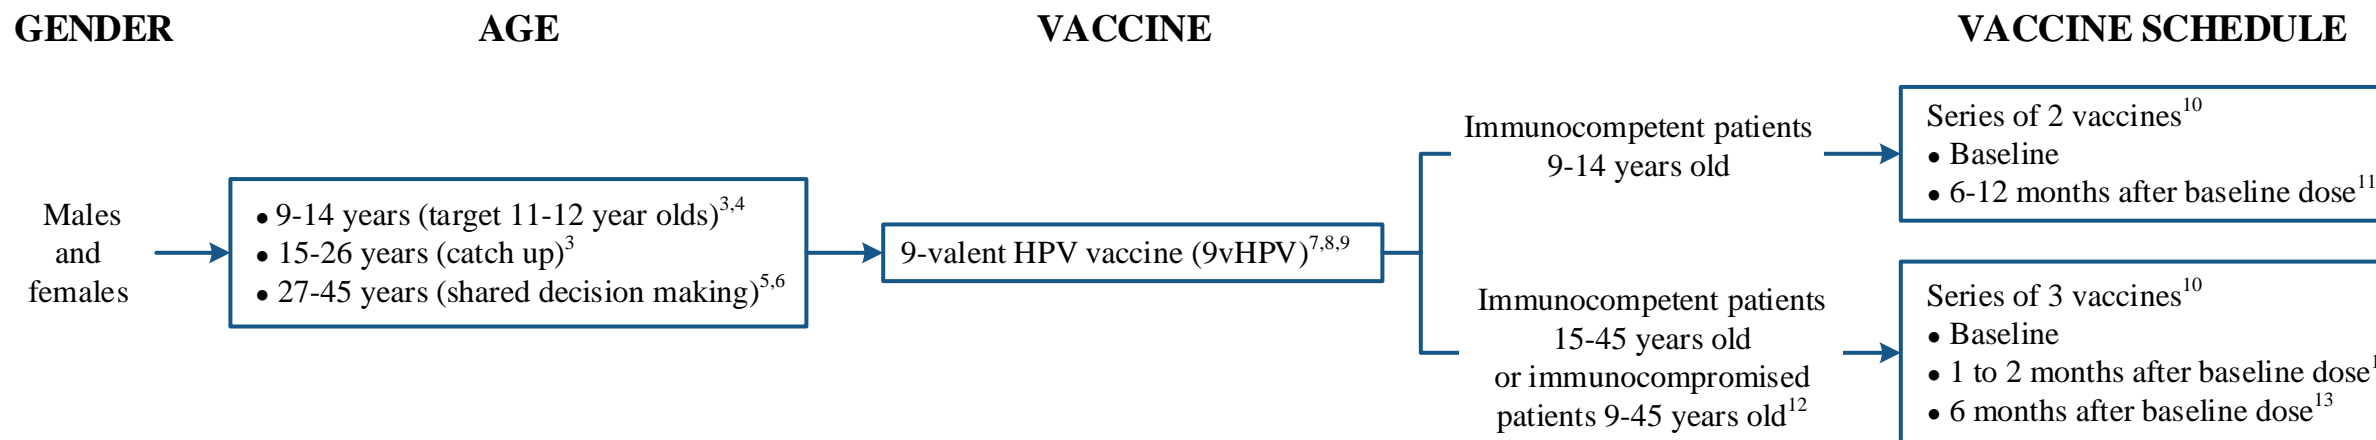 GENDER
AGE
VACCINE
VACCINE SCHEDULE
Males
and
females
• 9-14 years (target 11-12 year olds)3,4
• 15-26 years (catch up)3
• 27-45 years (shared decision making)5,6
9-valent HPV vaccine (9vHPV)7,8,9
Immunocompetent patients
9-14 years old
Immunocompetent patients
15-45 years old
or immunocompromised
patients 9-45 years old12
Series of 2 vaccines10
• Baseline
• 6-12 months after baseline dose11
Series of 3 vaccines10
• Baseline
• 1 to 2 months after baseline dose
• 6 months after baseline dose13